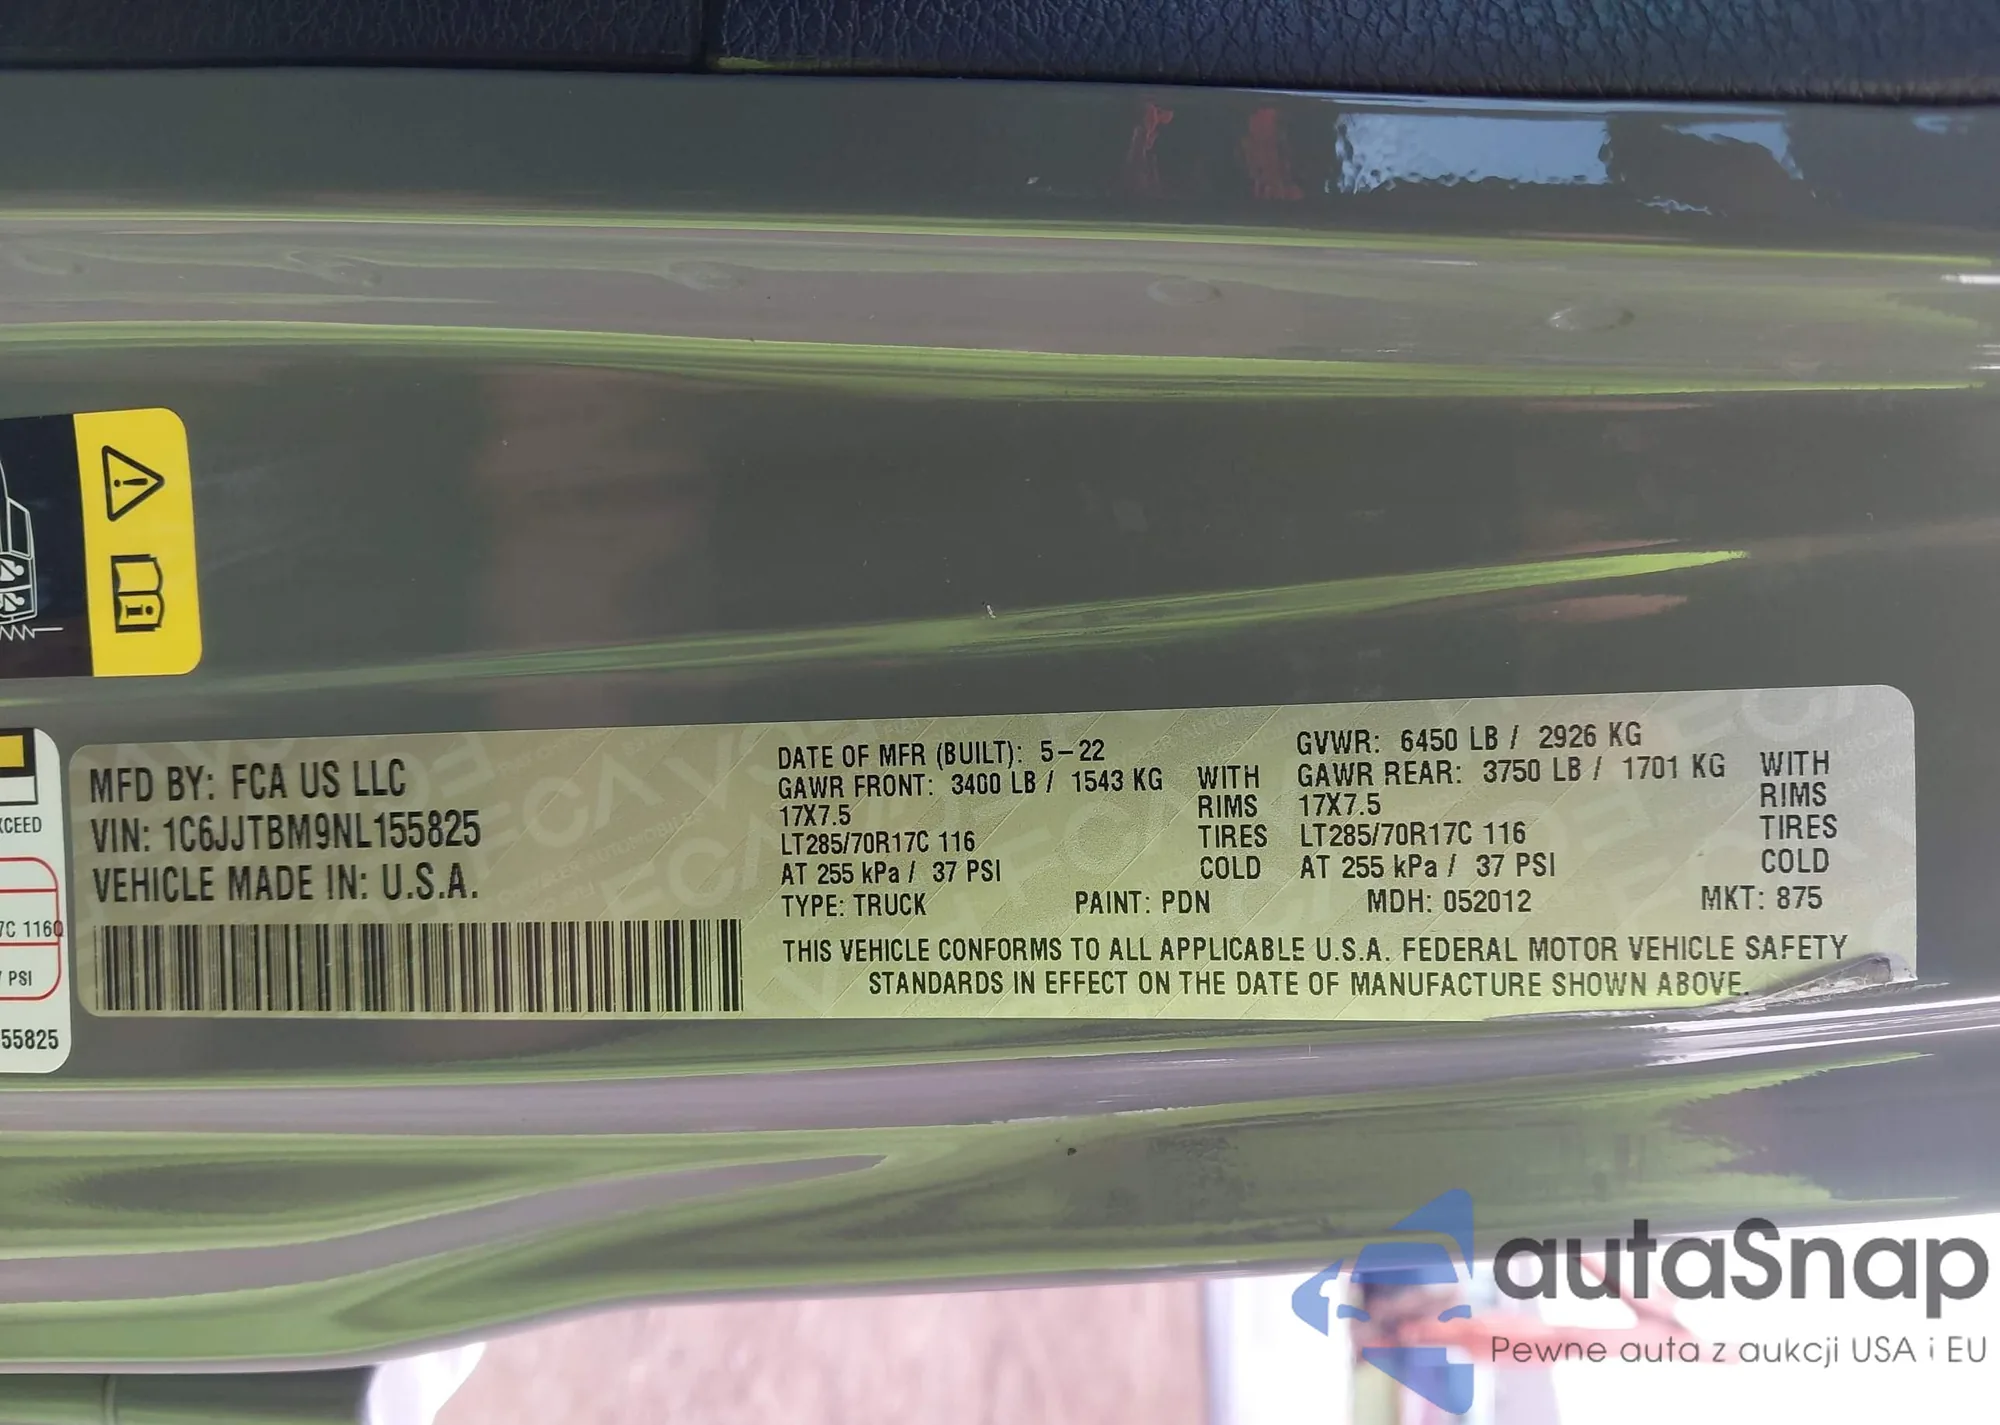 MFD BY: FCA US LLC
VIN: 1C6JJTBM9NL155825
VEHICLE MADE IN: U.S.A.
DATE OF MFR (BUILT): 5-22
GVWR: 6450 LB / 2926 KG
GAWR FRONT: 3400 LB / 1543 KG WITH
GAWR REAR: 3750 LB / 1701 KG WITH
17X7.5 RIMS 17X7.5 RIMS
LT285/70R17C 116 TIRES LT285/70R17C 116 TIRES
AT 255 kPa / 37 PSI COLD AT 255 kPa / 37 PSI COLD
TYPE: TRUCK PAINT: PDN MDH: 052012 MKT: 875
THIS VEHICLE CONFORMS TO ALL APPLICABLE U.S.A. FEDERAL MOTOR VEHICLE SAFETY
STANDARDS IN EFFECT ON THE DATE OF MANUFACTURE SHOWN ABOVE.
XCEED
7C 116Q
PSI
55825
autaSnap
Pewne auta z aukcji USA i EU